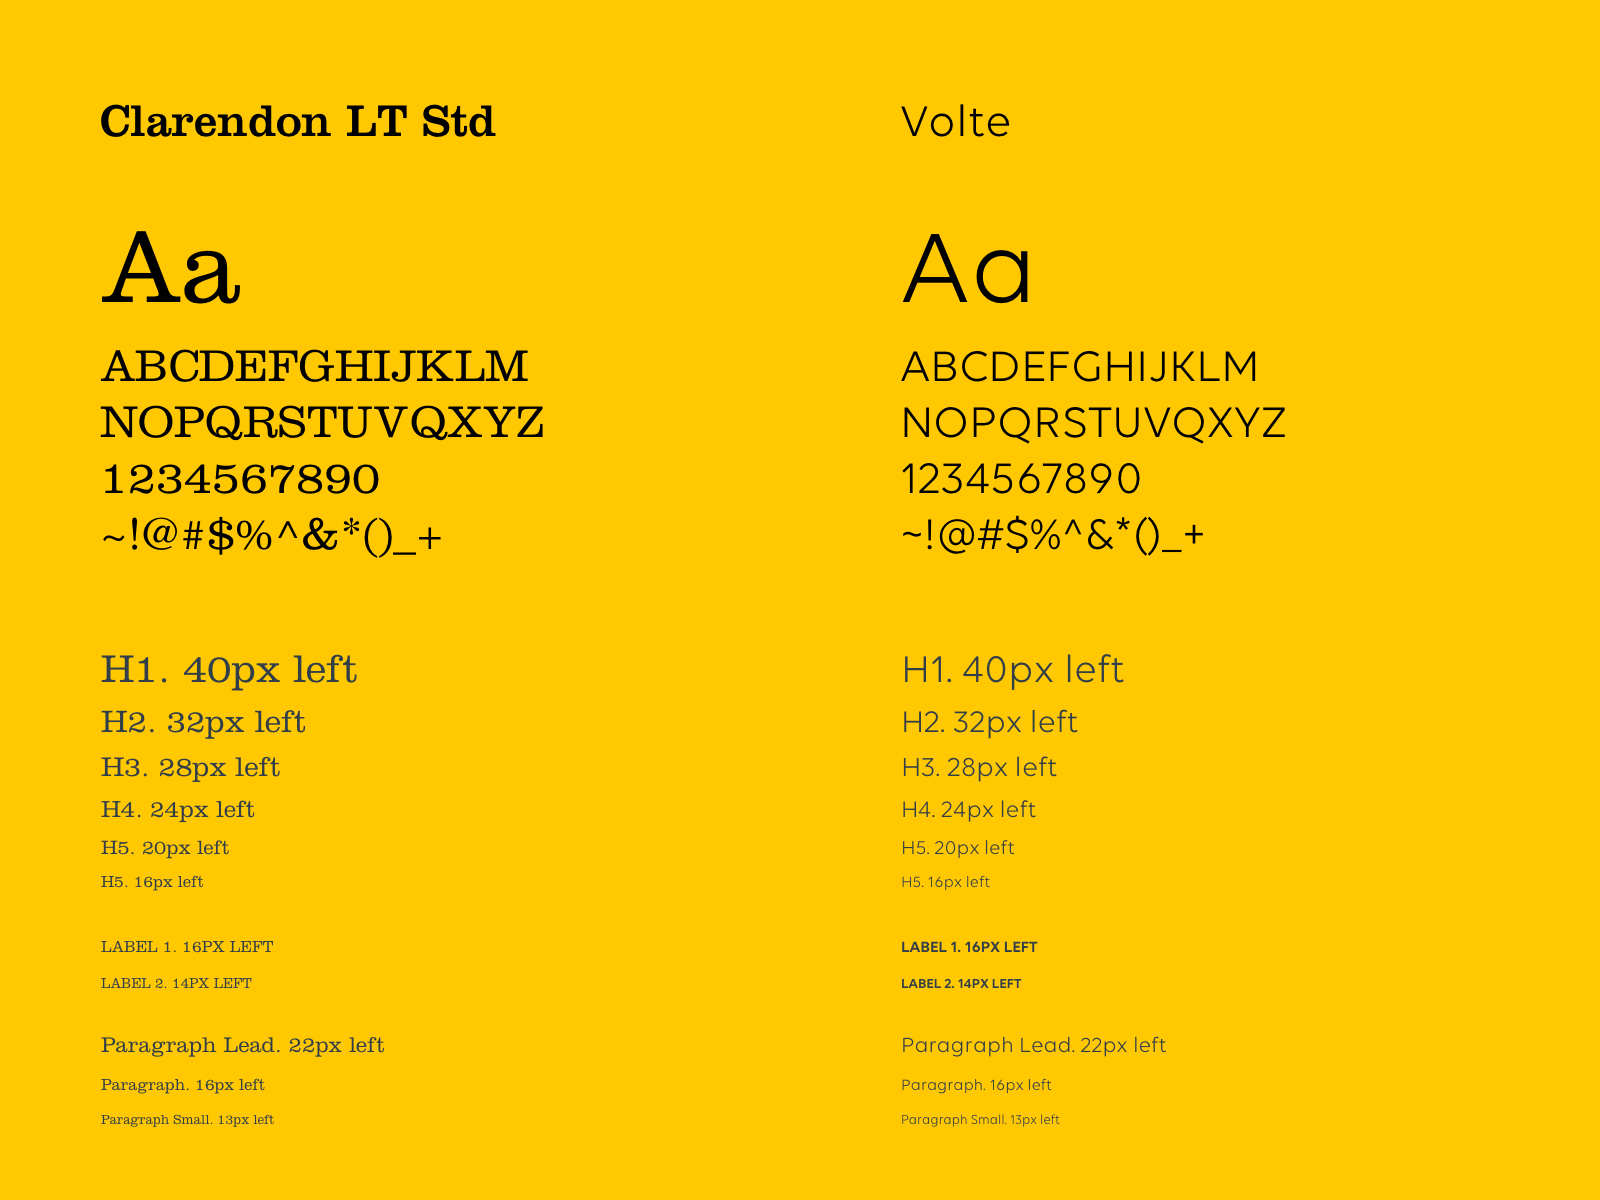 Clarendon LT Std
Aa
ABCDEFGHIJKLM
NOPQRSTUVQXYZ
1234567890
~!@#$%^&*()_+
H1. 40px left
H2. 32px left
H3. 28px left
H4. 24px left
H5. 20px left
H5. 16px left
LABEL 1. 16PX LEFT
LABEL 2. 14PX LEFT
Paragraph Lead. 22px left
Paragraph. 16px left
Paragraph Small. 13px left
Volte
Aa
ABCDEFGHIJKLM
NOPQRSTUVQXYZ
1234567890
~!@#$%^&*()_+
H1. 40px left
H2. 32px left
H3. 28px left
H4. 24px left
H5. 20px left
H5. 16px left
LABEL 1. 16PX LEFT
LABEL 2. 14PX LEFT
Paragraph Lead. 22px left
Paragraph. 16px left
Paragraph Small. 13px left